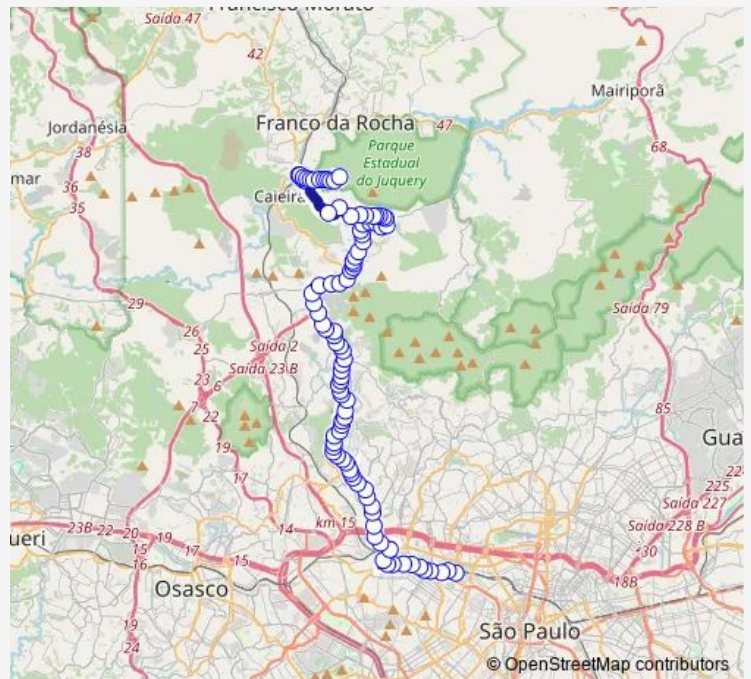 Francisco Morato
Saída 47
42
Mairiporã
Jordanésia
Franco da Rocha
47
38
Parque
Estadual
do Juquery
68
mar
36
Caieira
35
29
Saída 79
26
Saída 2
25
Saída 23 B
23
6
7
22
85
19
Gua
17
22
225
Saída 227
km 15
Saída 228 B
23B
22
20
19
14
ueri
15
17
15
30
16
18B
Osasco
19
São Paulo
24
© OpenStreetMap contributors